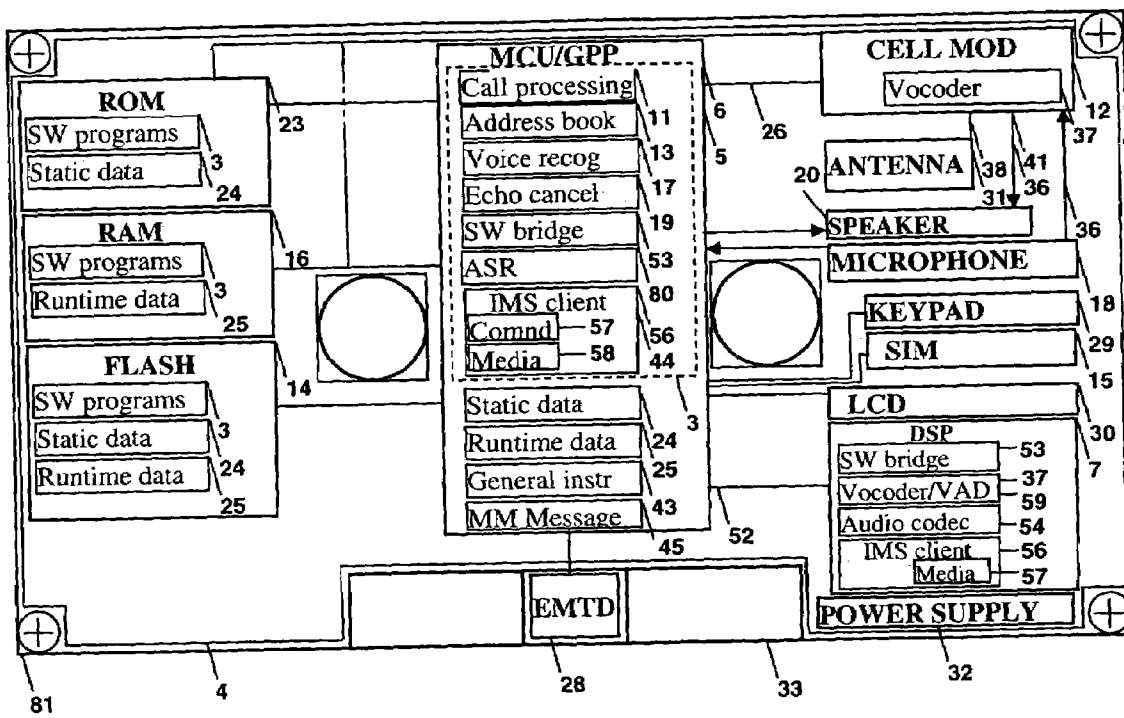 ROM
SW programs
3
Static data
24
23
RAM
SW programs
3
Runtime data
25
16
FLASH
SW programs
3
Static data
24
Runtime data
25
14
MCU/GPP
Call processing
11
Address book
13
Voice recog
17
Echo cancel
19
SW bridge
53
ASR
80
IMS client
56
Comnd
57
Media
58
44
3
Static data
24
Runtime data
25
General instr
43
MM Message
45
6
5
26
CELL MOD
Vocoder
12
37
ANTENNA
38
31
41
36
20
SPEAKER
36
MICROPHONE
18
KEYPAD
29
SIM
15
LCD
30
DSP
7
SW bridge
53
Vocoder/VAD
37
59
Audio codec
54
IMS client
56
Media
57
52
POWER SUPPLY
32
EMTD
28
33
4
81